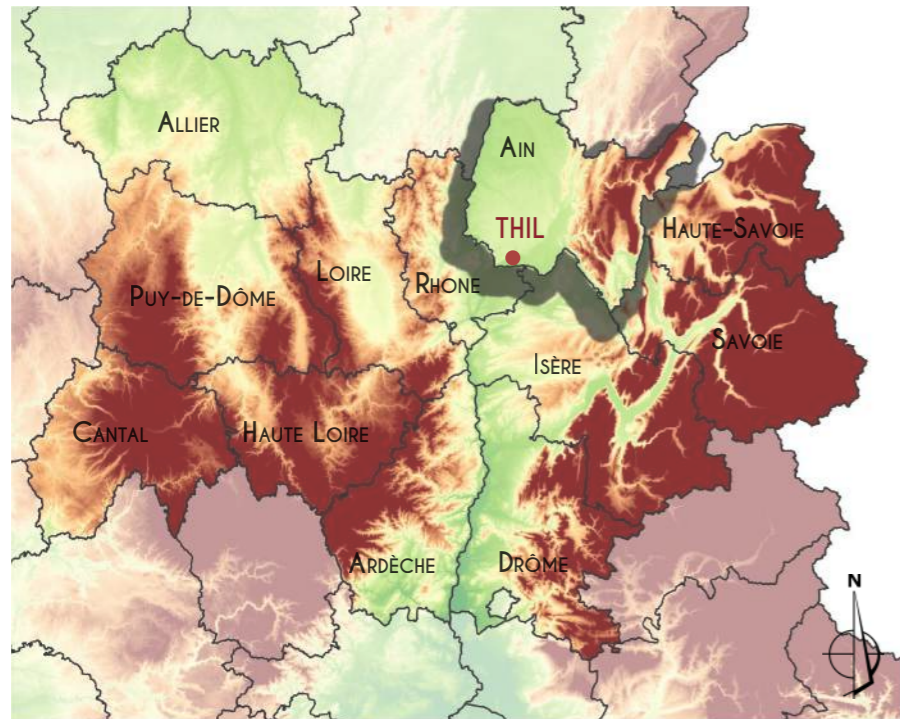 Allier
Ain
THIL
Haute-Savoie
Loire
Rhone
Puy-de-Dôme
Savoie
Isère
Cantal
Haute Loire
Ardèche
Drôme
N